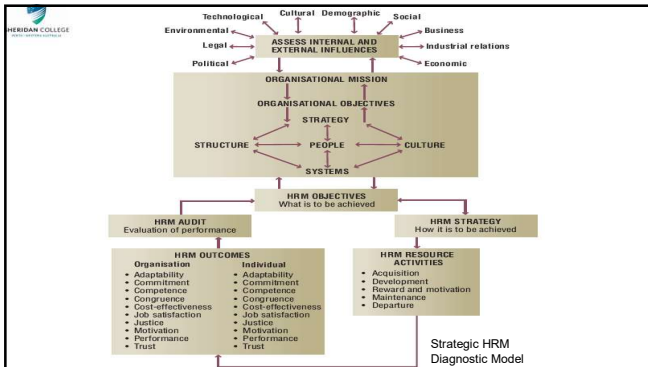 HERIDAN COLLEGE
Technological
Cultural
Demographic
Social
Environmental
Business
Legal
ASSESS INTERNAL AND
EXTERNAL INFLUENCES
Industrial relations
Political
Economic
ORGANISATIONAL MISSION
ORGANISATIONAL OBJECTIVES
STRATEGY
STRUCTURE
PEOPLE
CULTURE
SYSTEMS
HRM OBJECTIVES
What is to be achieved
HRM AUDIT
Evaluation of performance
HRM STRATEGY
How it is to be achieved
HRM OUTCOMES
Organisation
• Adaptability
• Commitment
• Competence
• Congruence
• Cost-effectiveness
• Job satisfaction
• Justice
• Motivation
• Performance
• Trust
Individual
• Adaptability
• Commitment
• Competence
• Congruence
• Cost-effectiveness
• Job satisfaction
• Justice
• Motivation
• Performance
• Trust
HRM RESOURCE
ACTIVITIES
• Acquisition
• Development
• Reward and motivation
• Maintenance
• Departure
Strategic HRM
Diagnostic Model